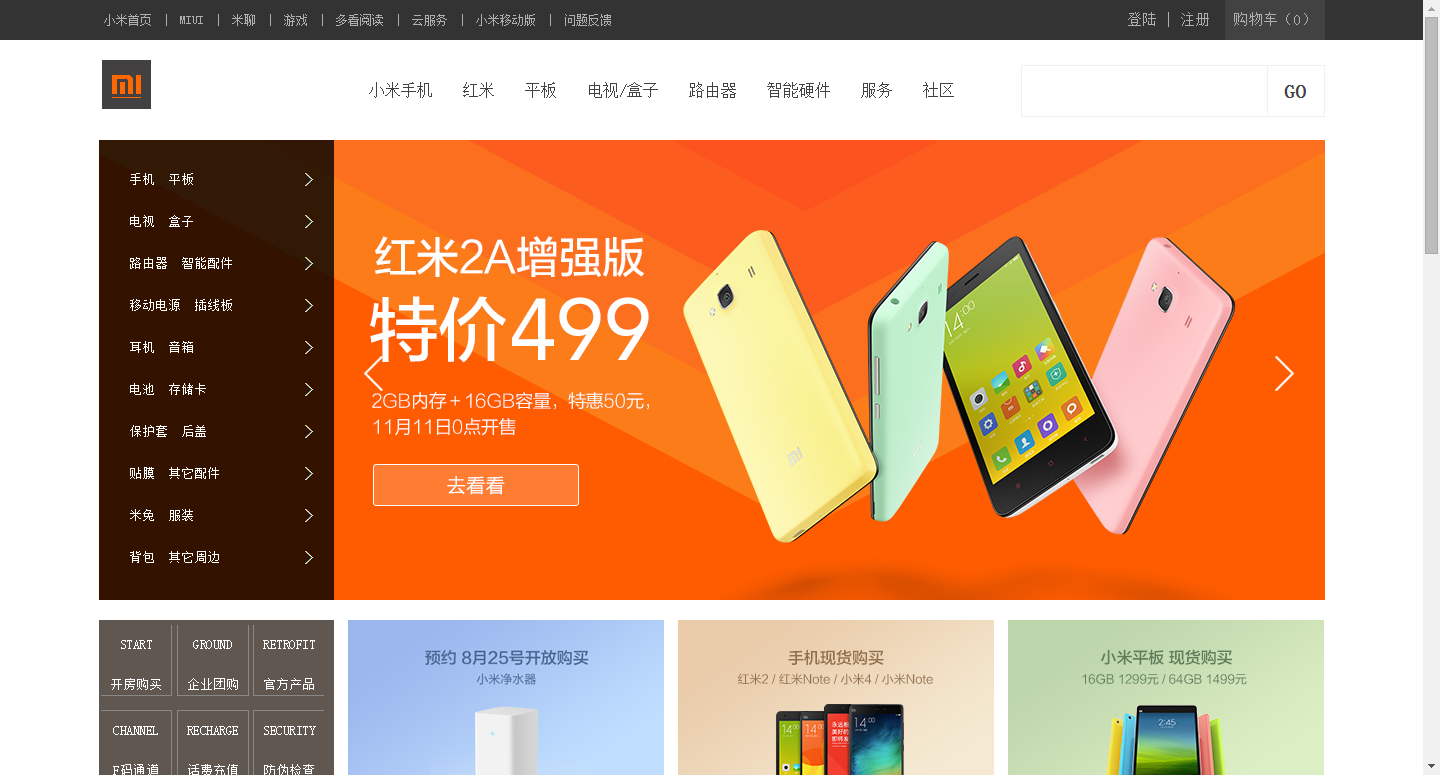 小米首页 | MIUI | 米聊 | 游戏 | 多看阅读 | 云服务 | 小米移动版 | 问题反馈 登陆 | 注册 购物车（0）
mi 小米手机 红米 平板 电视/盒子 路由器 智能硬件 服务 社区 GO
手机 平板
电视 盒子
路由器 智能配件
移动电源 插线板
耳机 音箱
电池 存储卡
保护套 后盖
贴膜 其它配件
米兔 服装
背包 其它周边
红米2A增强版
特价499
2GB内存＋16GB容量，特惠50元，
11月11日0点开售
去看看
mi
14:00
START GROUND RETROFIT
开房购买 企业团购 官方产品
CHANNEL RECHARGE SECURITY
F码通道 话费充值 防伪检查
预约 8月25号开放购买
小米净水器
手机现货购买
红米2 / 红米Note / 小米4 / 小米Note
小米平板 现货购买
16GB 1299元 / 64GB 1499元
14:00
2:45